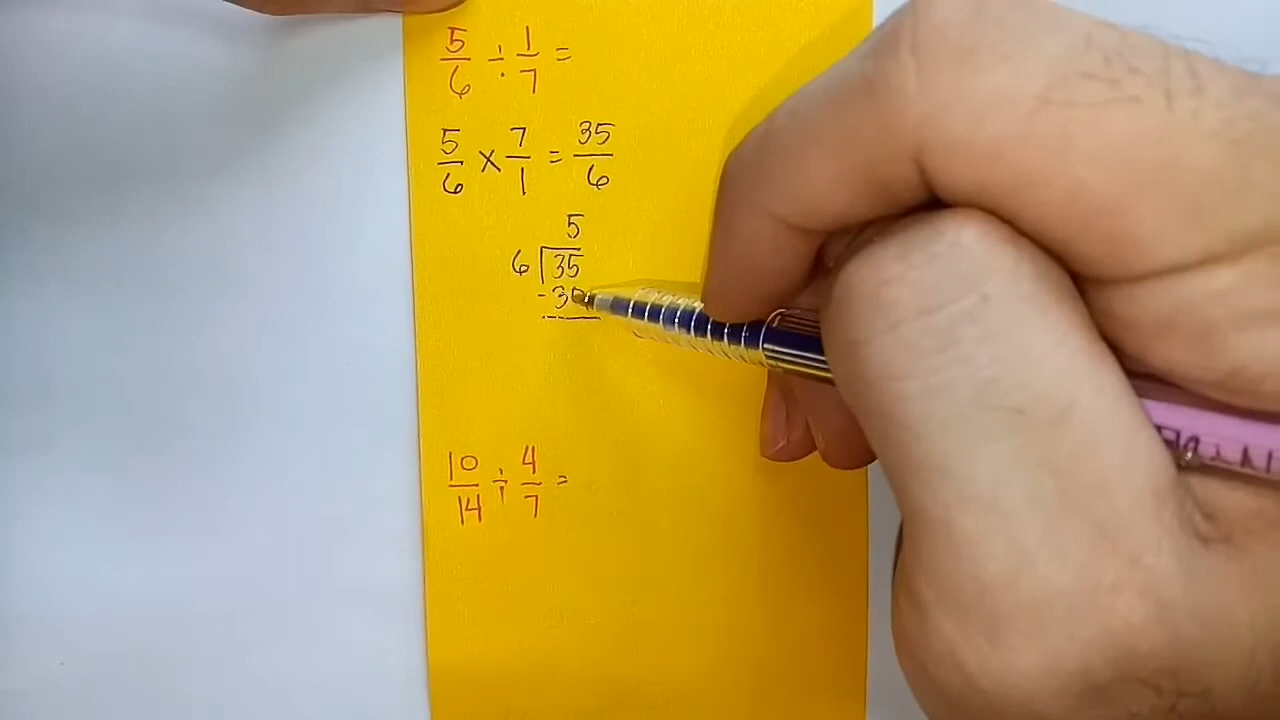 5/6 ÷ 1/7 =
5/6 × 7/1 = 35/6
5
6 35
-30
10/14 ÷ 4/7 =